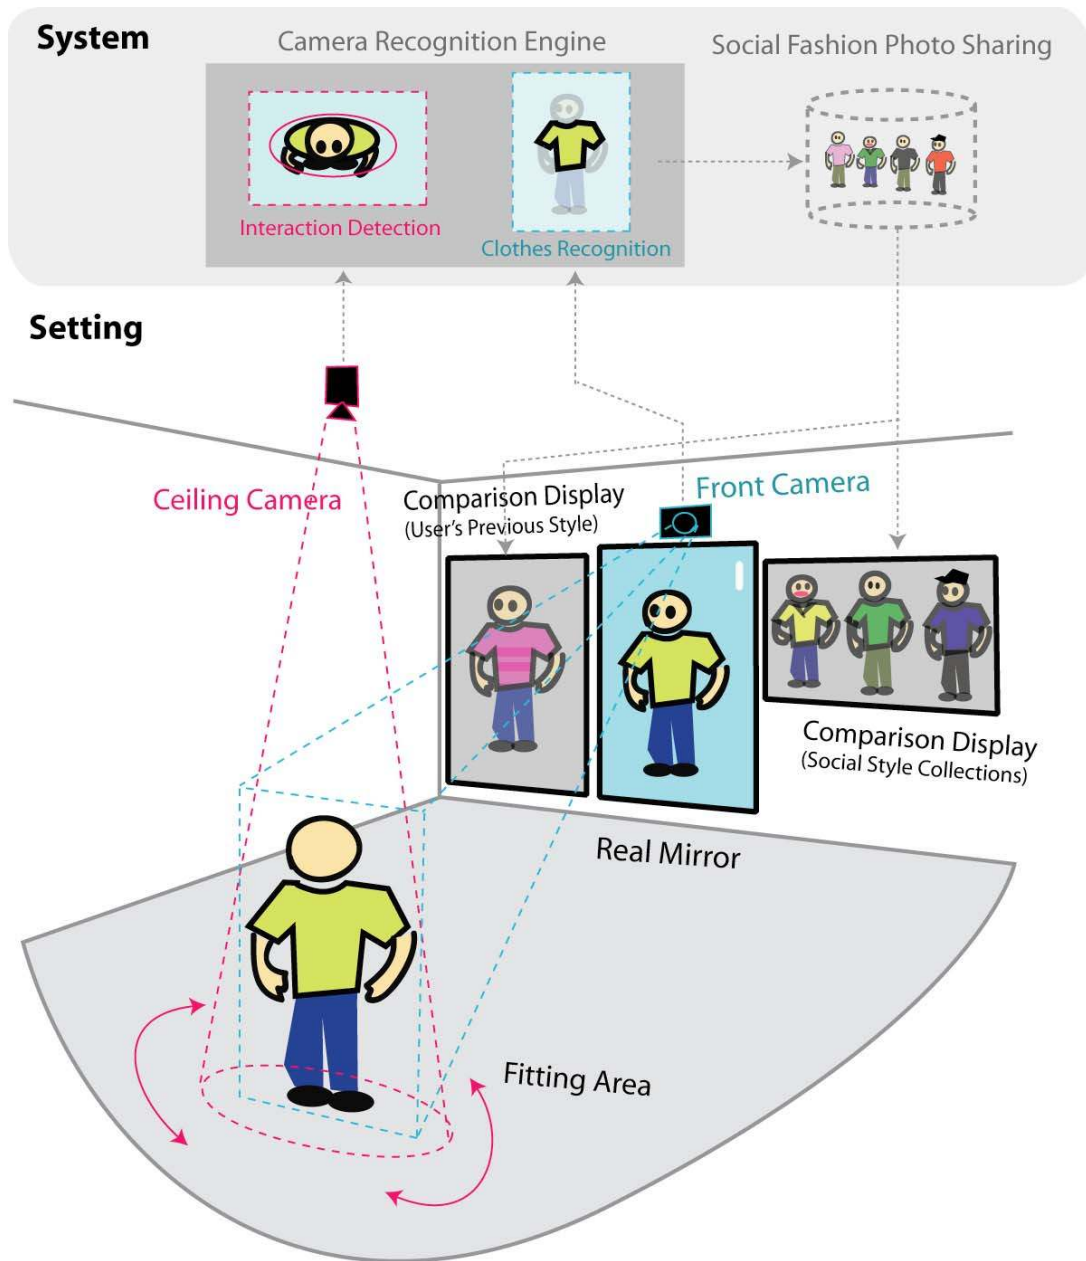 System
Camera Recognition Engine
Social Fashion Photo Sharing
Interaction Detection
Clothes Recognition
Setting
Ceiling Camera
Comparison Display
(User's Previous Style)
Front Camera
Comparison Display
(Social Style Collections)
Real Mirror
Fitting Area